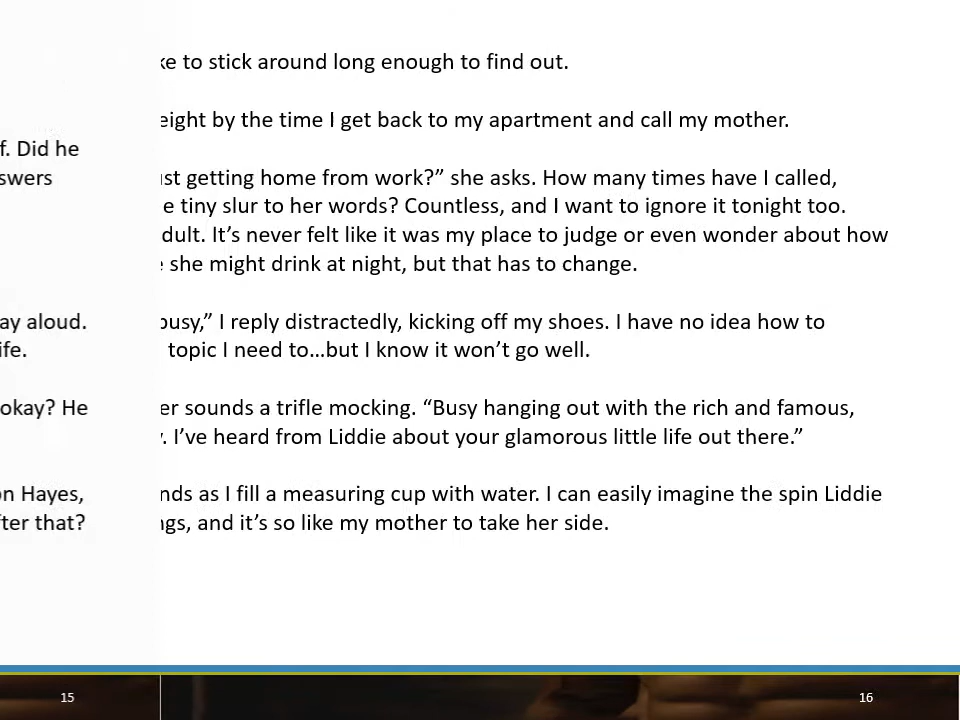 f. Did he
swers
ay aloud.
ife.
okay? He
on Hayes,
fter that?
15
ke to stick around long enough to find out.
eight by the time I get back to my apartment and call my mother.
ust getting home from work?” she asks. How many times have I called,
e tiny slur to her words? Countless, and I want to ignore it tonight too.
dult. It’s never felt like it was my place to judge or even wonder about how
she might drink at night, but that has to change.
busy,” I reply distractedly, kicking off my shoes. I have no idea how to
topic I need to…but I know it won’t go well.
er sounds a trifle mocking. “Busy hanging out with the rich and famous,
. I’ve heard from Liddie about your glamorous little life out there.”
nds as I fill a measuring cup with water. I can easily imagine the spin Liddie
ngs, and it’s so like my mother to take her side.
16